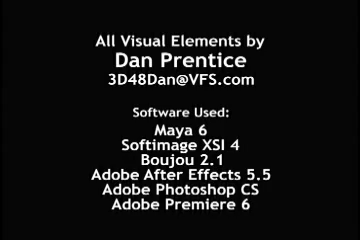 All Visual Elements by
Dan Prentice
3D48Dan@VFS.com
Software Used:
Maya 6
Softimage XSI 4
Boujou 2.1
Adobe After Effects 5.5
Adobe Photoshop CS
Adobe Premiere 6